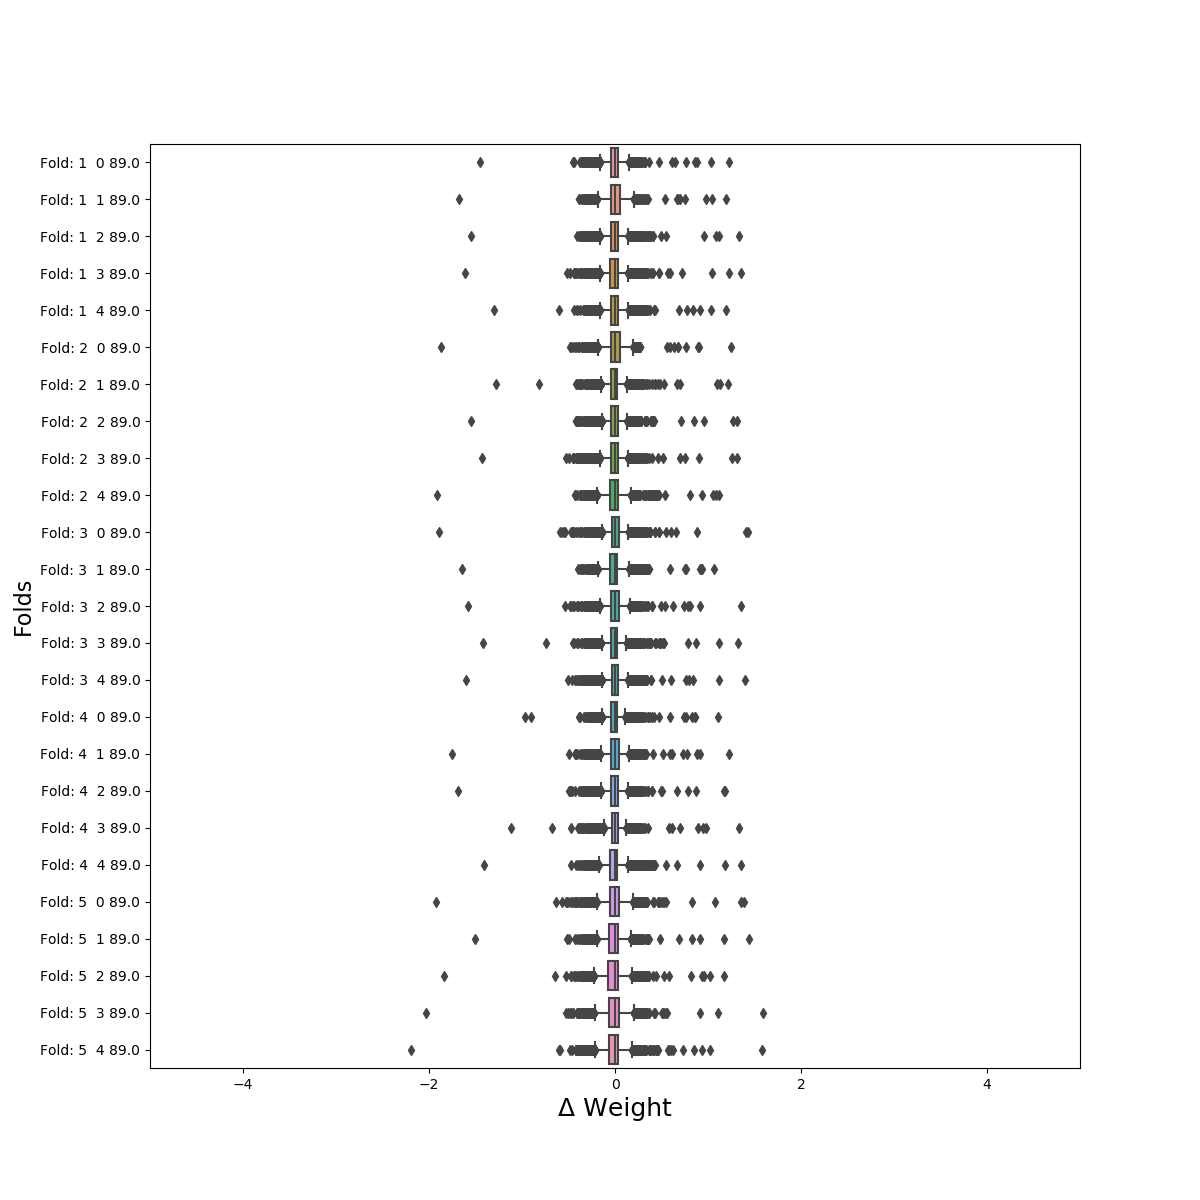 Fold: 1  0 89.0
Fold: 1  1 89.0
Fold: 1  2 89.0
Fold: 1  3 89.0
Fold: 1  4 89.0
Fold: 2  0 89.0
Fold: 2  1 89.0
Fold: 2  2 89.0
Fold: 2  3 89.0
Fold: 2  4 89.0
Fold: 3  0 89.0
Fold: 3  1 89.0
Fold: 3  2 89.0
Fold: 3  3 89.0
Fold: 3  4 89.0
Fold: 4  0 89.0
Fold: 4  1 89.0
Fold: 4  2 89.0
Fold: 4  3 89.0
Fold: 4  4 89.0
Fold: 5  0 89.0
Fold: 5  1 89.0
Fold: 5  2 89.0
Fold: 5  3 89.0
Fold: 5  4 89.0
Folds
−4 −2 0 2 4
Δ Weight